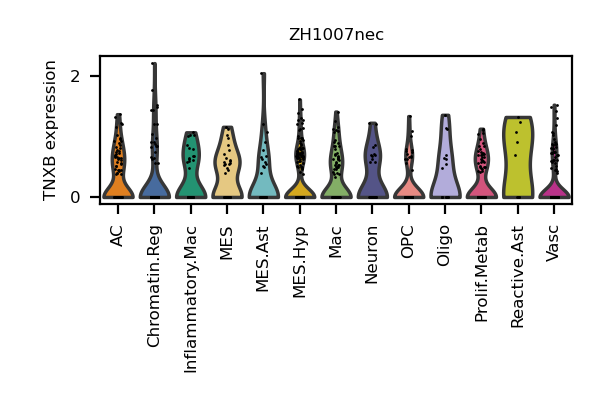 ZH1007nec
TNXB expression
2
0
AC
Chromatin.Reg
Inflammatory.Mac
MES
MES.Ast
MES.Hyp
Mac
Neuron
OPC
Oligo
Prolif.Metab
Reactive.Ast
Vasc